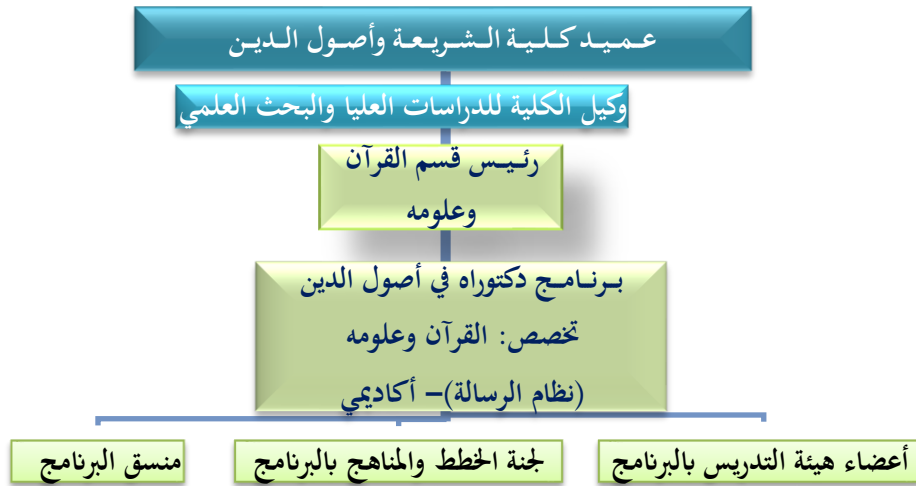 عميد كلية الشريعة وأصول الدين
وكيل الكلية للدراسات العليا والبحث العلمي
رئيس قسم القرآن
وعلومه
برنامج دكتوراه في أصول الدين
تخصص: القرآن وعلومه
(نظام الرسالة)– أكاديمي
أعضاء هيئة التدريس بالبرنامج
لجنة الخطط والمناهج بالبرنامج
منسق البرنامج